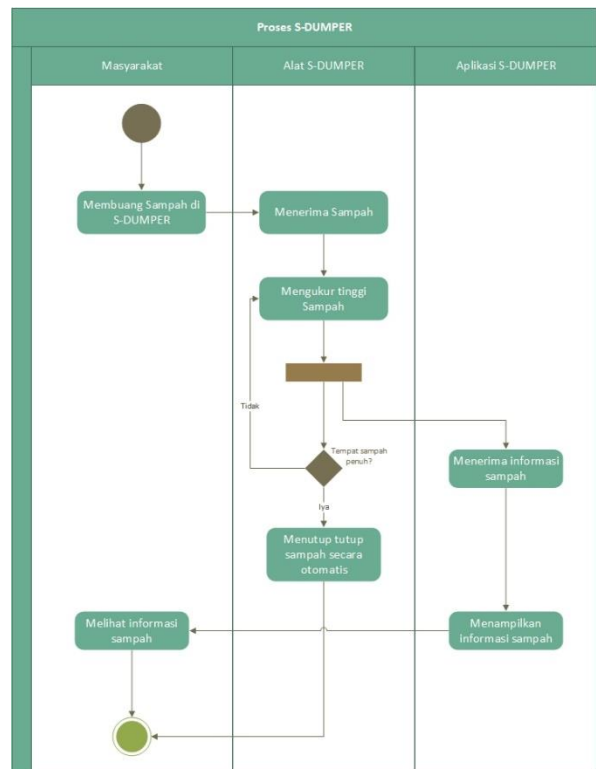 Proses S-DUMPER
Masyarakat
Alat S-DUMPER
Aplikasi S-DUMPER
Membuang Sampah di
S-DUMPER
Menerima Sampah
Mengukur tinggi
Sampah
Tidak
Tempat sampah
penuh?
Menerima informasi
sampah
Iya
Menutup tutup
sampah secara
otomatis
Melihat informasi
sampah
Menampilkan
informasi sampah